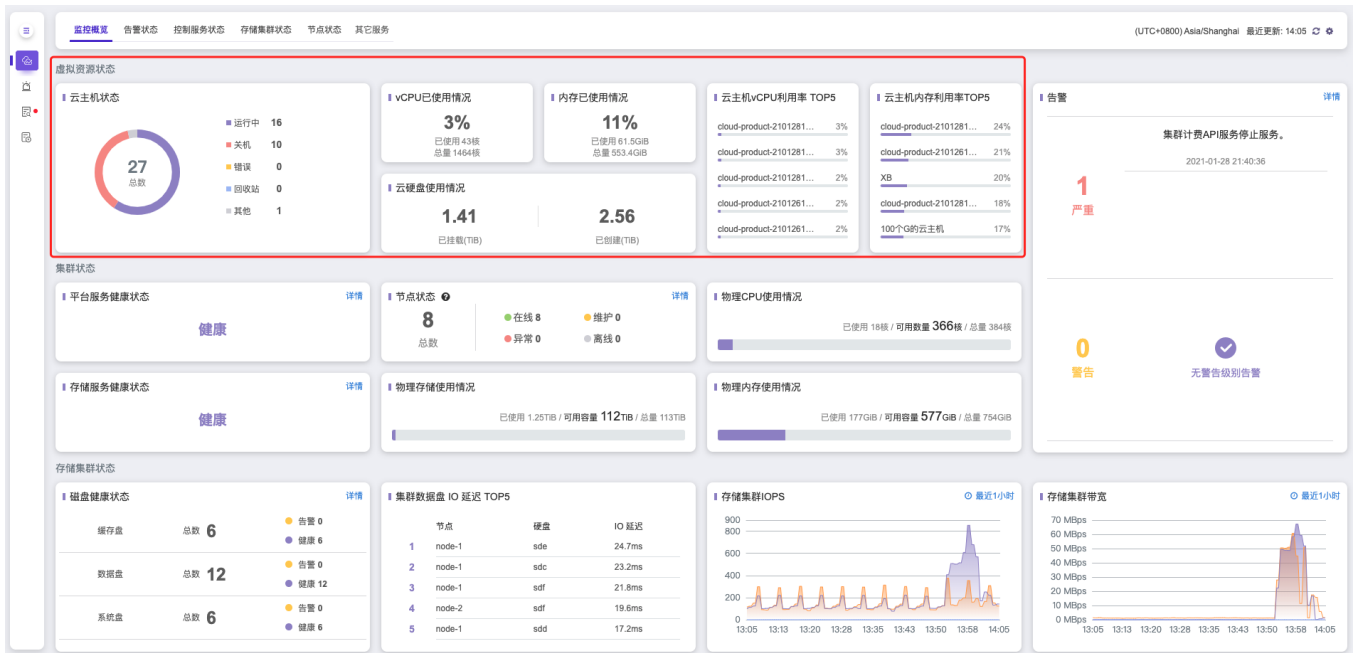 监控概览 告警状态 控制服务状态 存储集群状态 节点状态 其它服务
(UTC+0800) Asia/Shanghai 最近更新: 14:05
虚拟资源状态
云主机状态
27
总数
运行中 16
关机 10
错误 0
回收站 0
其他 1
vCPU已使用情况
3%
已使用 43核
总量 1464核
内存已使用情况
11%
已使用 61.5GiB
总量 553.4GiB
云硬盘使用情况
1.41
已挂载(TiB)
2.56
已创建(TiB)
云主机vCPU利用率 TOP5
cloud-product-2101281... 3%
cloud-product-2101281... 3%
cloud-product-2101281... 2%
cloud-product-2101261... 2%
cloud-product-2101261... 2%
云主机内存利用率TOP5
cloud-product-2101281... 24%
cloud-product-2101261... 21%
XB 20%
cloud-product-2101281... 18%
100个G的云主机 17%
告警 详情
1
严重
集群计费API服务停止服务。
2021-01-28 21:40:36
0
警告
无警告级别告警
集群状态
平台服务健康状态 详情
健康
节点状态 详情
8
总数
在线 8 维护 0
异常 0 离线 0
物理CPU使用情况
已使用 18核 / 可用数量 366核 / 总量 384核
存储服务健康状态 详情
健康
物理存储使用情况
已使用 1.25TiB / 可用容量 112TiB / 总量 113TiB
物理内存使用情况
已使用 177GiB / 可用容量 577GiB / 总量 754GiB
存储集群状态
磁盘健康状态 详情
缓存盘 总数 6
告警 0
健康 6
数据盘 总数 12
告警 0
健康 12
系统盘 总数 6
告警 0
健康 6
集群数据盘 IO 延迟 TOP5
节点 硬盘 IO 延迟
1 node-1 sde 24.7ms
2 node-1 sdc 23.2ms
3 node-1 sdf 21.8ms
4 node-2 sdf 19.6ms
5 node-1 sdd 17.2ms
存储集群IOPS 最近1小时
900
800
600
400
200
0
13:05 13:13 13:20 13:28 13:35 13:43 13:50 13:58 14:05
存储集群带宽 最近1小时
70 MBps
60 MBps
50 MBps
40 MBps
30 MBps
20 MBps
10 MBps
0 MBps
13:05 13:13 13:20 13:28 13:35 13:43 13:50 13:58 14:05